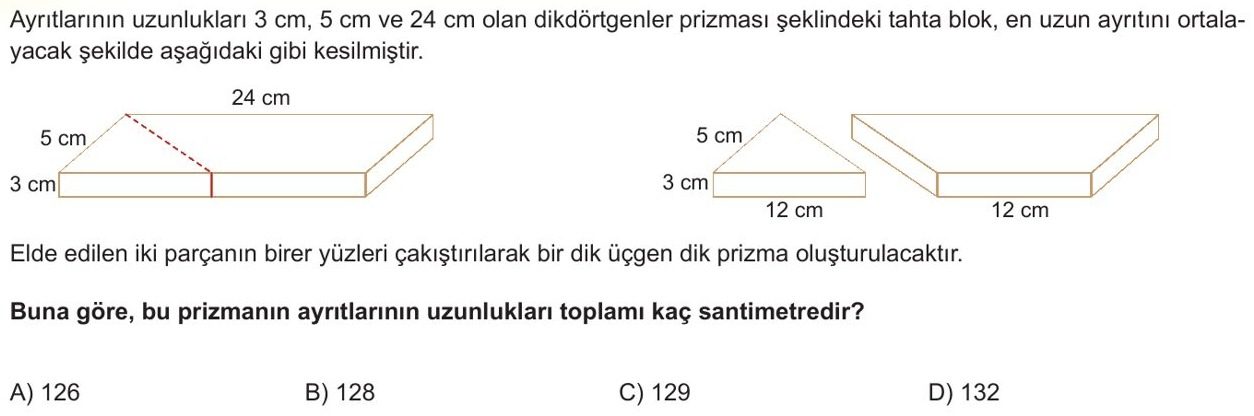 Ayrıtlarının uzunlukları 3 cm, 5 cm ve 24 cm olan dikdörtgenler prizması şeklindeki tahta blok, en uzun ayrıtını ortala-
yacak şekilde aşağıdaki gibi kesilmiştir.
24 cm
5 cm
3 cm
5 cm
3 cm
12 cm
12 cm
Elde edilen iki parçanın birer yüzleri çakıştırılarak bir dik üçgen dik prizma oluşturulacaktır.
Buna göre, bu prizmanın ayrıtlarının uzunlukları toplamı kaç santimetredir?
A) 126
B) 128
C) 129
D) 132